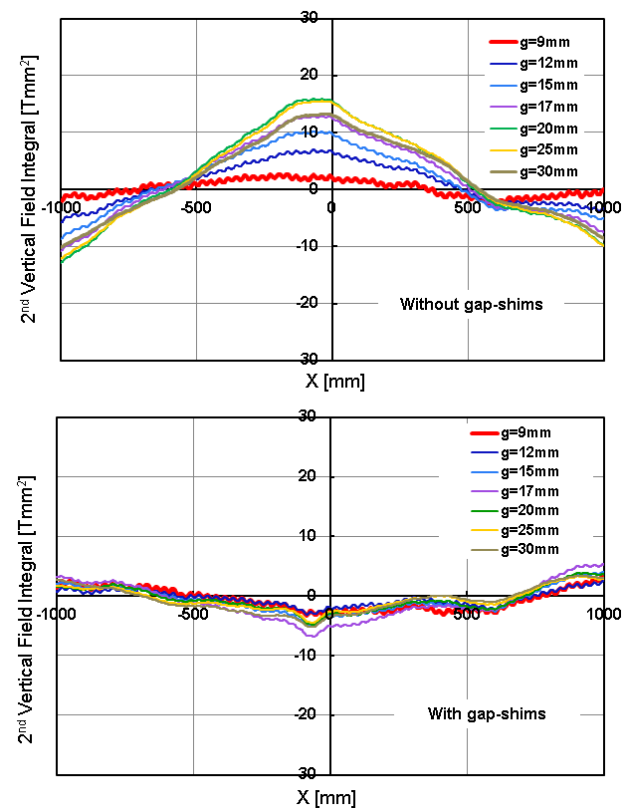 30
20
10
0
-10
-20
30
-1000
-500
0
500
1000
g=9mm
g=12mm
g=15mm
g=17mm
g=20mm
g=25mm
g=30mm
Without gap-shims
2nd Vertical Field Integral [Tmm2]
X [mm]
30
20
10
0
-10
-20
30
-1000
-500
0
500
1000
g=9mm
g=12mm
g=15mm
g=17mm
g=20mm
g=25mm
g=30mm
With gap-shims
2nd Vertical Field Integral [Tmm2]
X [mm]